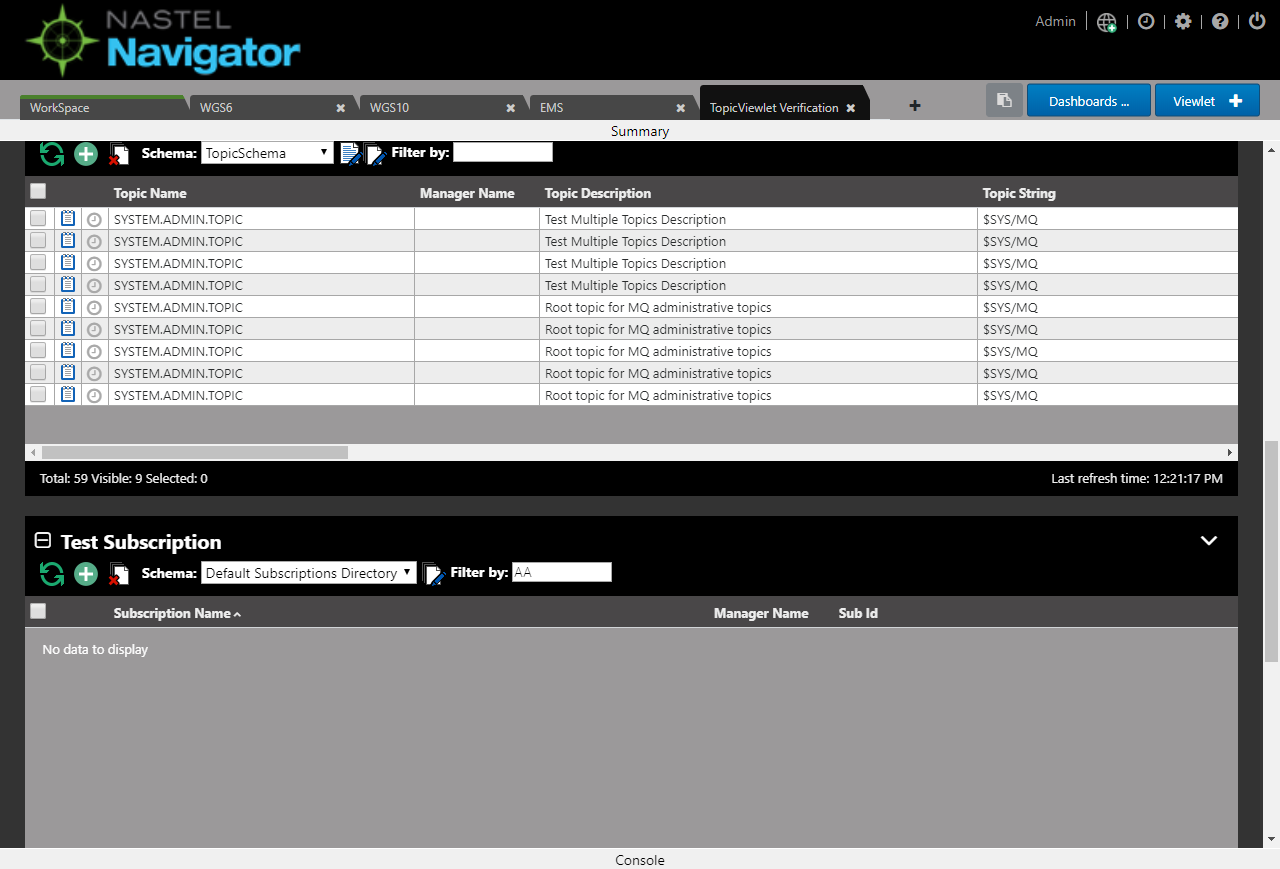 NASTEL
Navigator
Admin
WorkSpace WGS6 WGS10 EMS TopicViewlet Verification Dashboards ... Viewlet
Summary
Schema: TopicSchema Filter by:
Topic Name Manager Name Topic Description Topic String
SYSTEM.ADMIN.TOPIC Test Multiple Topics Description $SYS/MQ
SYSTEM.ADMIN.TOPIC Test Multiple Topics Description $SYS/MQ
SYSTEM.ADMIN.TOPIC Test Multiple Topics Description $SYS/MQ
SYSTEM.ADMIN.TOPIC Test Multiple Topics Description $SYS/MQ
SYSTEM.ADMIN.TOPIC Root topic for MQ administrative topics $SYS/MQ
SYSTEM.ADMIN.TOPIC Root topic for MQ administrative topics $SYS/MQ
SYSTEM.ADMIN.TOPIC Root topic for MQ administrative topics $SYS/MQ
SYSTEM.ADMIN.TOPIC Root topic for MQ administrative topics $SYS/MQ
SYSTEM.ADMIN.TOPIC Root topic for MQ administrative topics $SYS/MQ
Total: 59 Visible: 9 Selected: 0 Last refresh time: 12:21:17 PM
Test Subscription
Schema: Default Subscriptions Directory Filter by: AA
Subscription Name Manager Name Sub Id
No data to display
Console